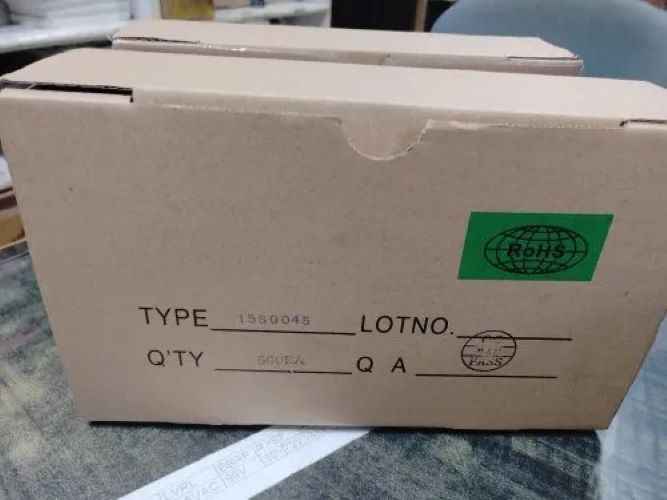 RoHS
TYPE 15S0045 LOTNO.
Q'TY 500EA Q A
PASS